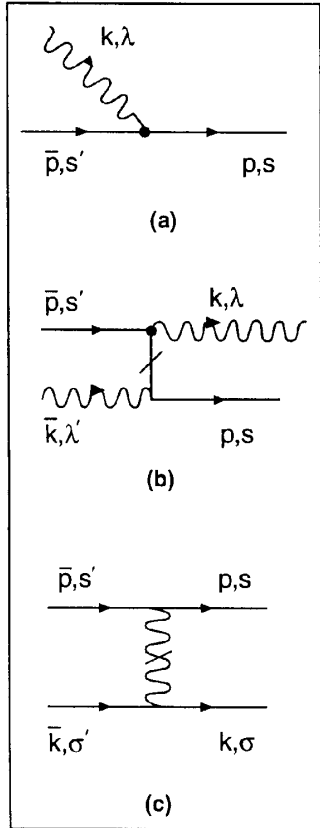 k,λ
p̄,s′ p,s
(a)
p̄,s′ k,λ
k̄,λ′ p,s
(b)
p̄,s′ p,s
k̄,σ′ k,σ
(c)